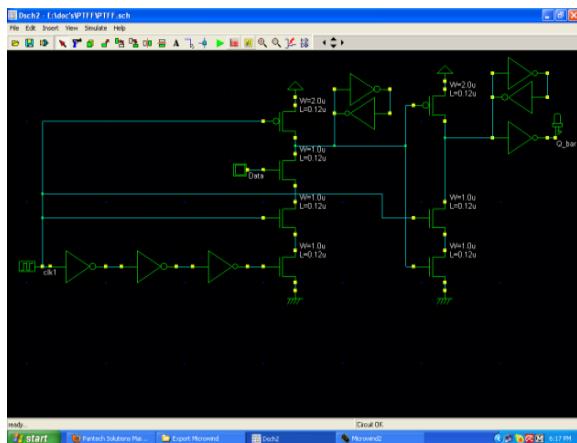 Dsch2 - E:\doc's\PTFF\PTFF.sch
File Edit Insert View Simulate Help
W=2.0u
L=0.12u
W=2.0u
L=0.12u
Q_bar
W=1.0u
L=0.12u
Data
W=1.0u
L=0.12u
W=1.0u
L=0.12u
W=1.0u
L=0.12u
W=1.0u
L=0.12u
clk1
ready...
Circuit OK
start
Pantech Solutions Mas...
Export Microwind
Dsch2
Microwind2
6:17 PM